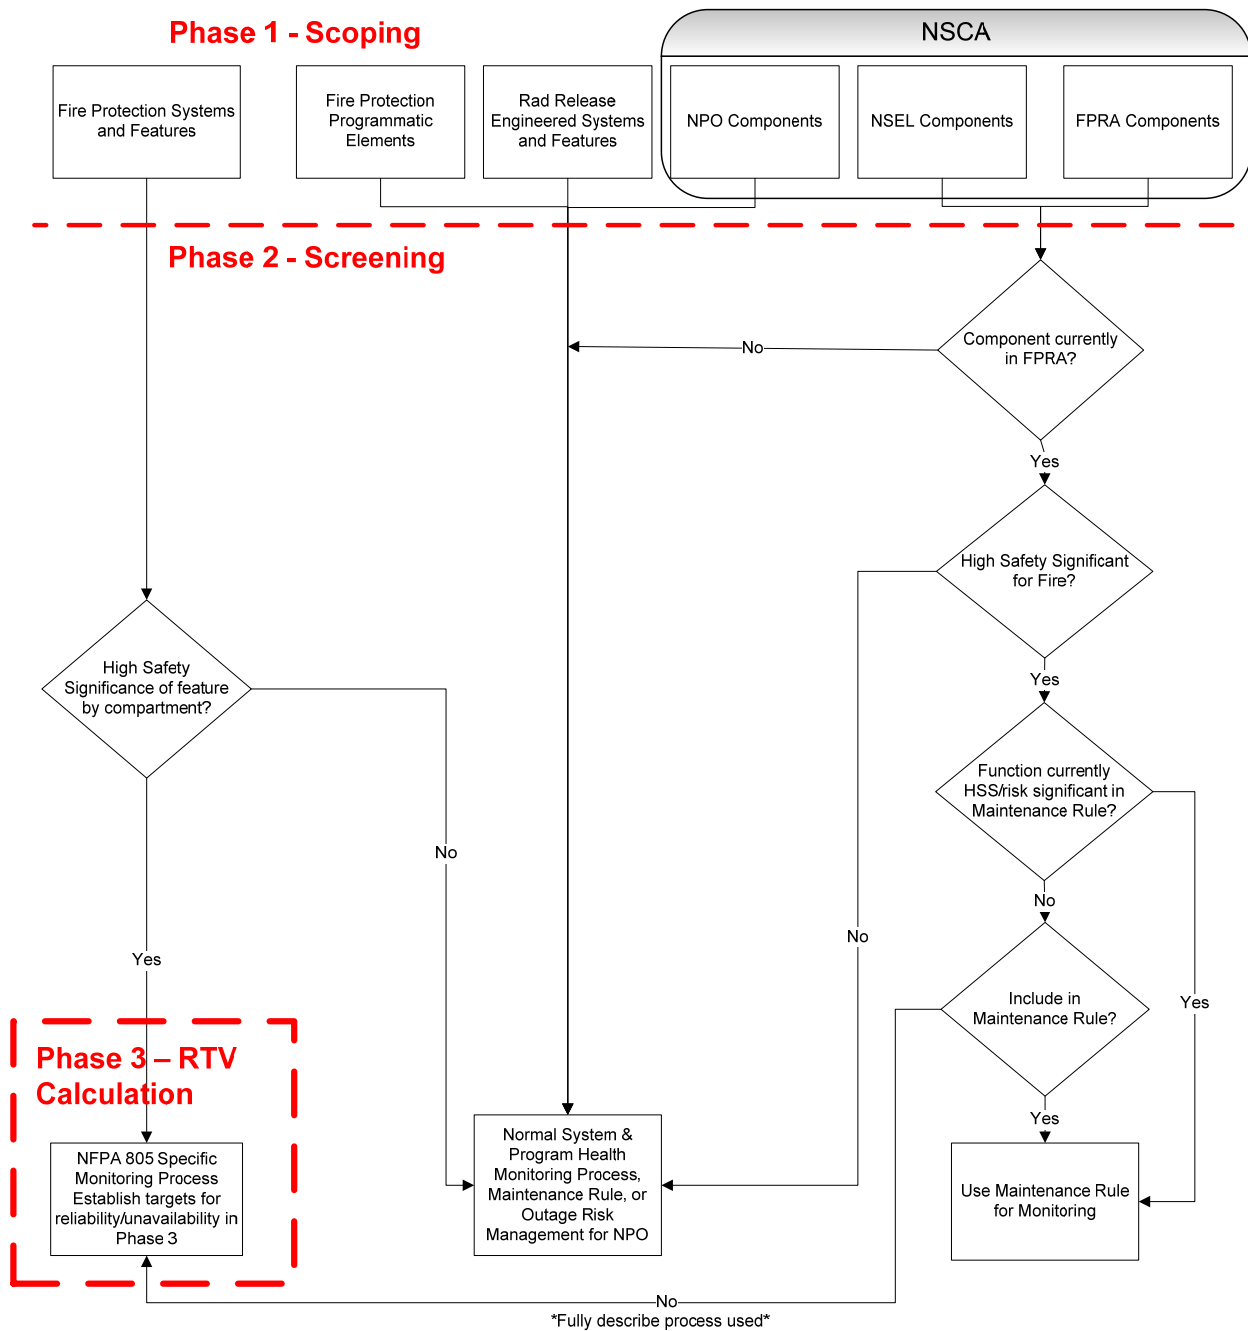 Phase 1 - Scoping
NSCA
Fire Protection Systems
and Features
Fire Protection
Programmatic
Elements
Rad Release
Engineered Systems
and Features
NPO Components
NSEL Components
FPRA Components
Phase 2 - Screening
Component currently
in FPRA?
No
Yes
High Safety Significant
for Fire?
Yes
High Safety
Significance of feature
by compartment?
Function currently
HSS/risk significant in
Maintenance Rule?
No
No
No
Yes
Include in
Maintenance Rule?
Yes
Yes
Phase 3 – RTV
Calculation
NFPA 805 Specific
Monitoring Process
Establish targets for
reliability/unavailability in
Phase 3
Normal System &
Program Health
Monitoring Process,
Maintenance Rule, or
Outage Risk
Management for NPO
Use Maintenance Rule
for Monitoring
No
*Fully describe process used*